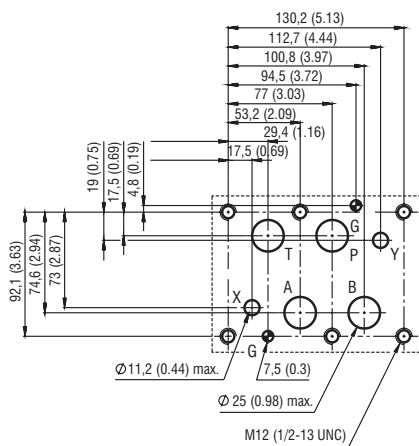 130,2 (5.13)
112,7 (4.44)
100,8 (3.97)
94,5 (3.72)
77 (3.03)
53,2 (2.09)
29,4 (1.16)
17,5 (0.69)
19 (0.75)
17,5 (0.69)
4,8 (0.19)
92,1 (3.63)
74,6 (2.94)
73 (2.87)
G
T
P
Y
X
A
B
G
Ø 11,2 (0.44) max.
7,5 (0.3)
Ø 25 (0.98) max.
M12 (1/2-13 UNC)